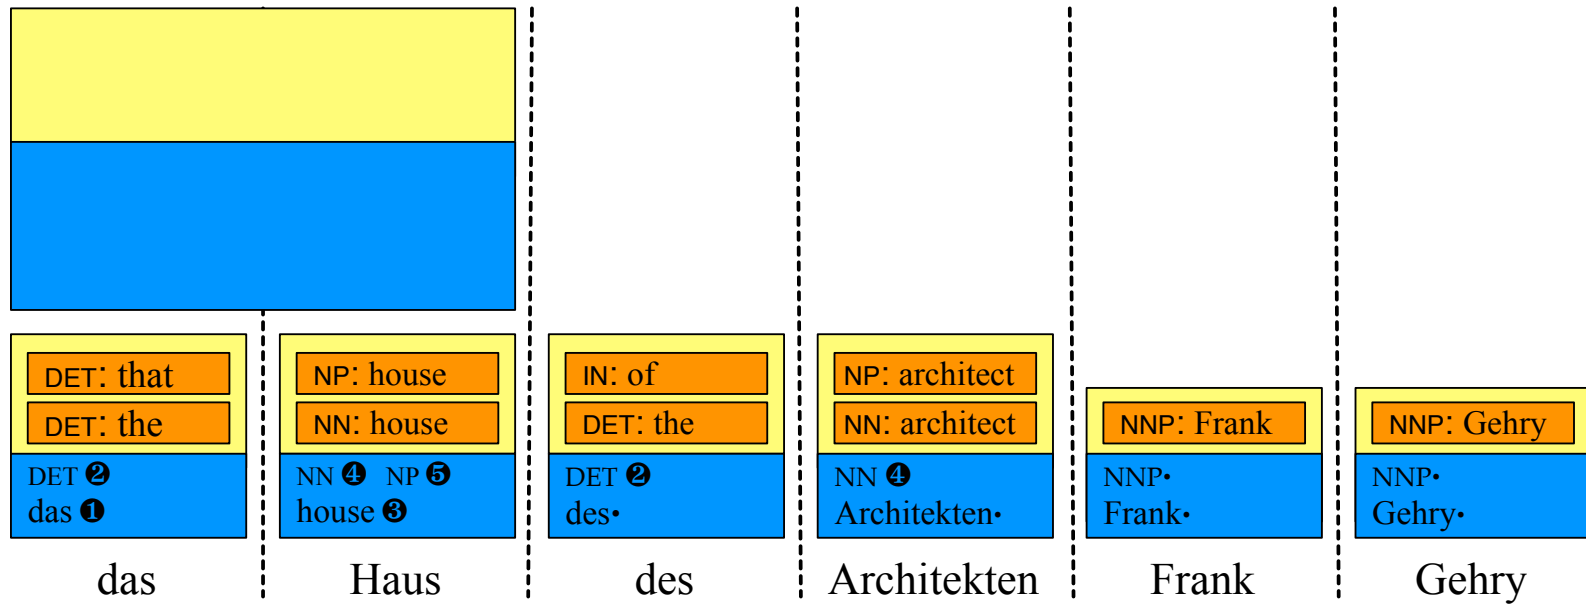 DET: that
DET: the
DET ❷
das ❶
das
NP: house
NN: house
NN ❹ NP ❺
house ❸
Haus
IN: of
DET: the
DET ❷
des•
des
NP: architect
NN: architect
NN ❹
Architekten•
Architekten
NNP: Frank
NNP•
Frank•
Frank
NNP: Gehry
NNP•
Gehry•
Gehry